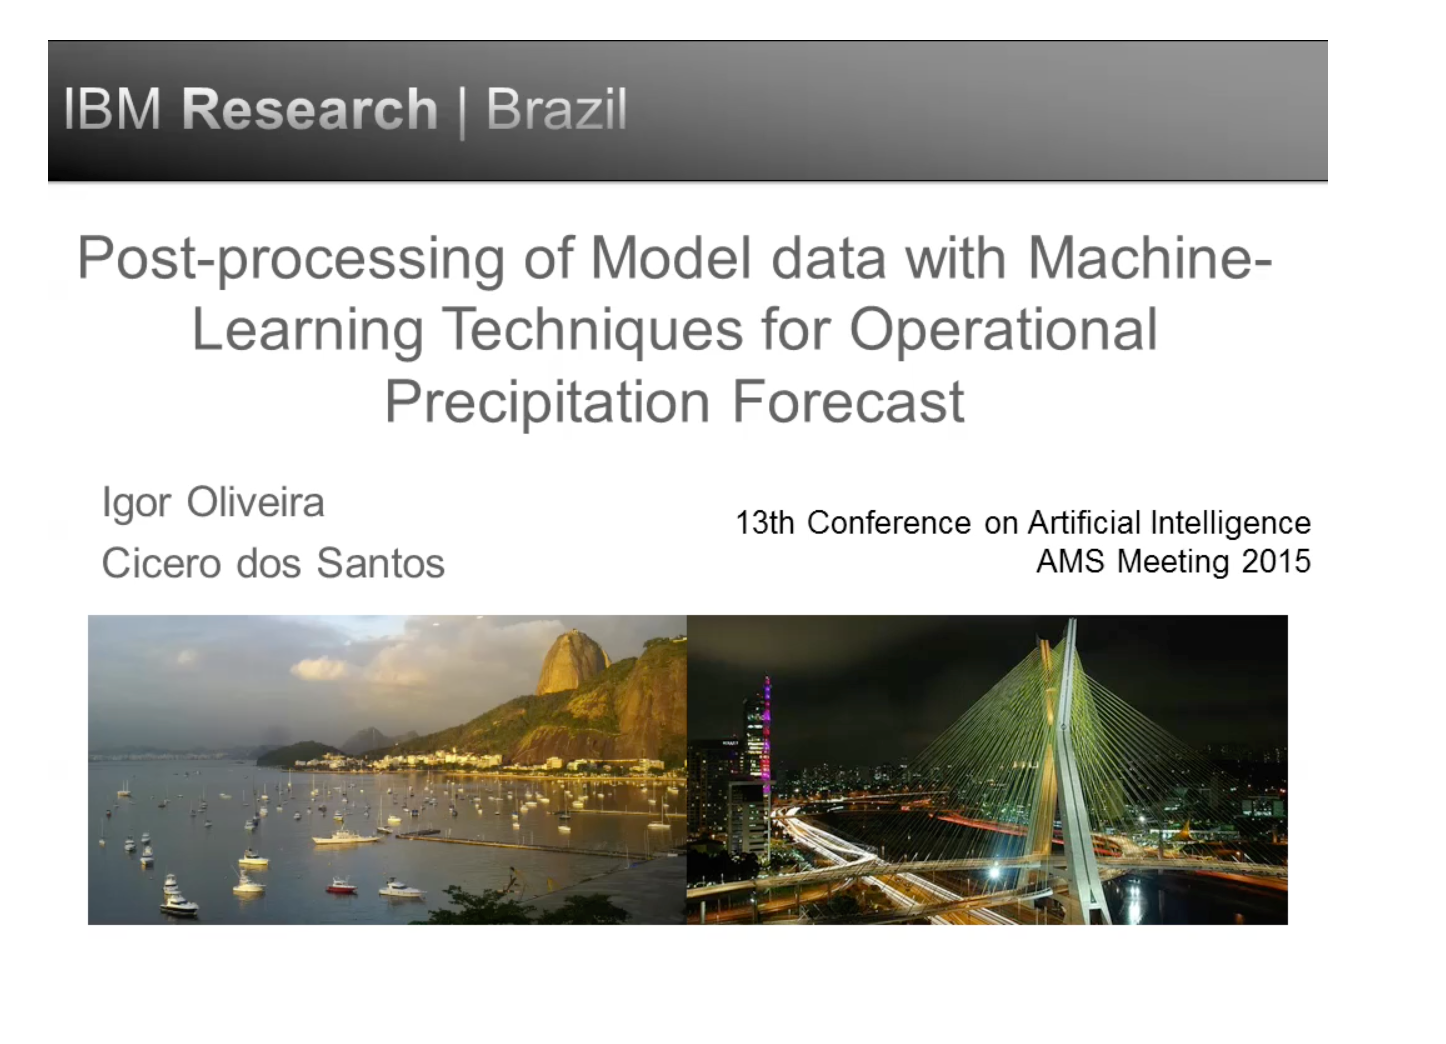 IBM Research | Brazil
Post-processing of Model data with Machine-
Learning Techniques for Operational
Precipitation Forecast
Igor Oliveira
Cicero dos Santos
13th Conference on Artificial Intelligence
AMS Meeting 2015